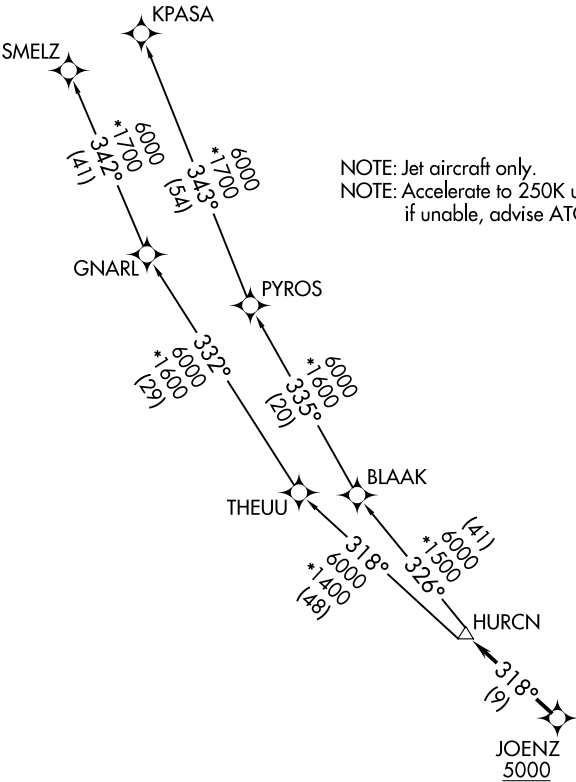 KPASA
SMELZ
6000
*1700
342°
(41)
6000
*1700
343°
(54)
NOTE: Jet aircraft only.
NOTE: Accelerate to 250K u
if unable, advise ATC
GNARL
PYROS
332°
6000
*1600
(29)
6000
*1600
335°
(20)
BLAAK
THEUU
(41)
6000
*1500
326°
318°
6000
*1400
(48)
HURCN
318°
(9)
JOENZ
5000